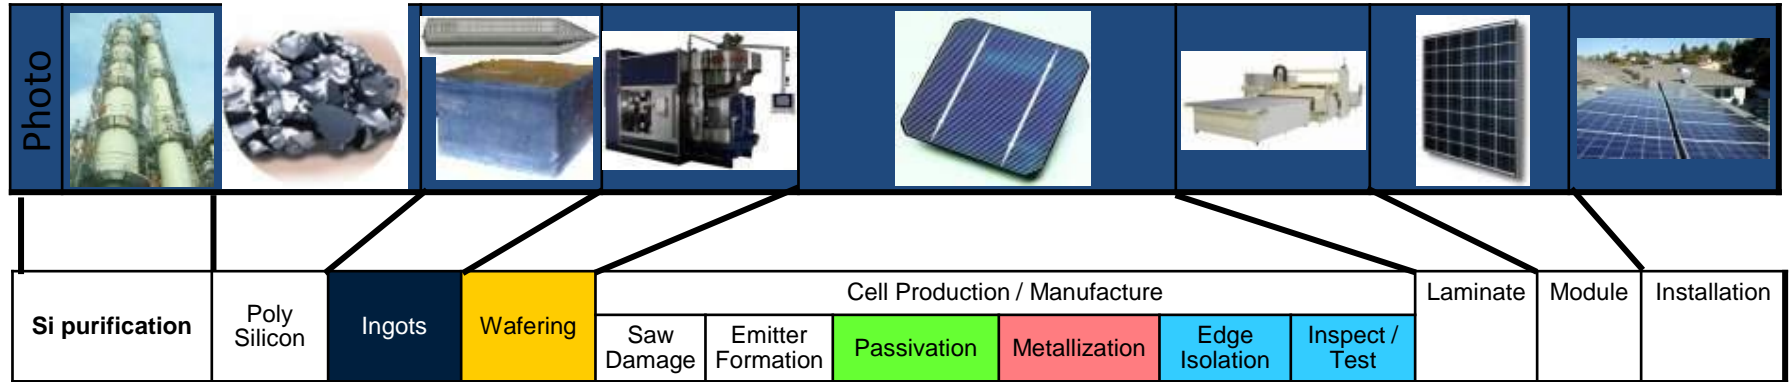 Photo
Si purification
Poly
Silicon
Ingots
Wafering
Cell Production / Manufacture
Saw
Damage
Emitter
Formation
Passivation
Metallization
Edge
Isolation
Inspect /
Test
Laminate
Module
Installation